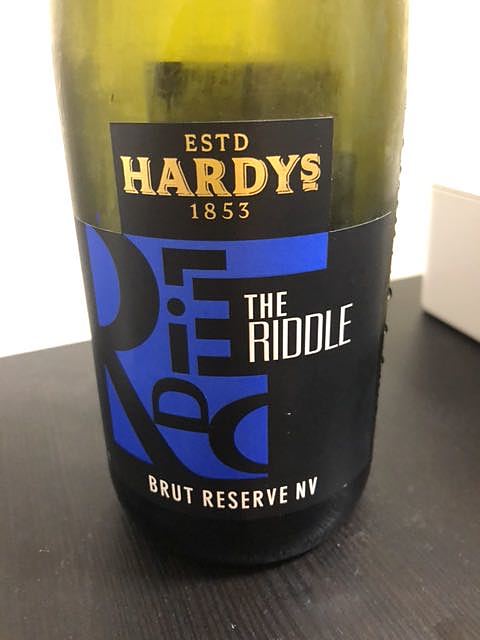 ESTD
HARDYS
1853
THE
RIDDLE
BRUT RESERVE NV